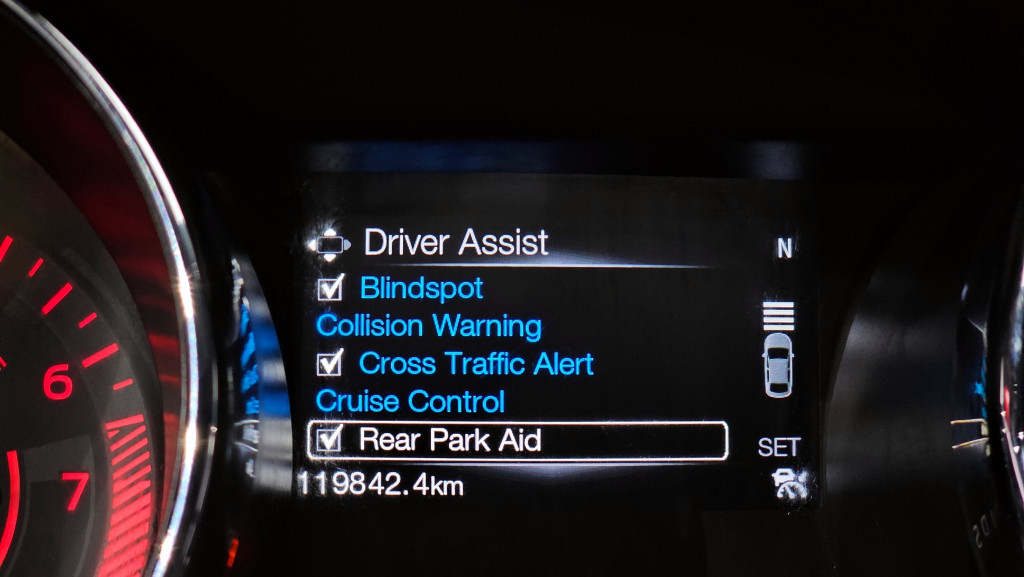 Driver Assist
N
Blindspot
Collision Warning
Cross Traffic Alert
Cruise Control
Rear Park Aid
SET
119842.4km
6
7